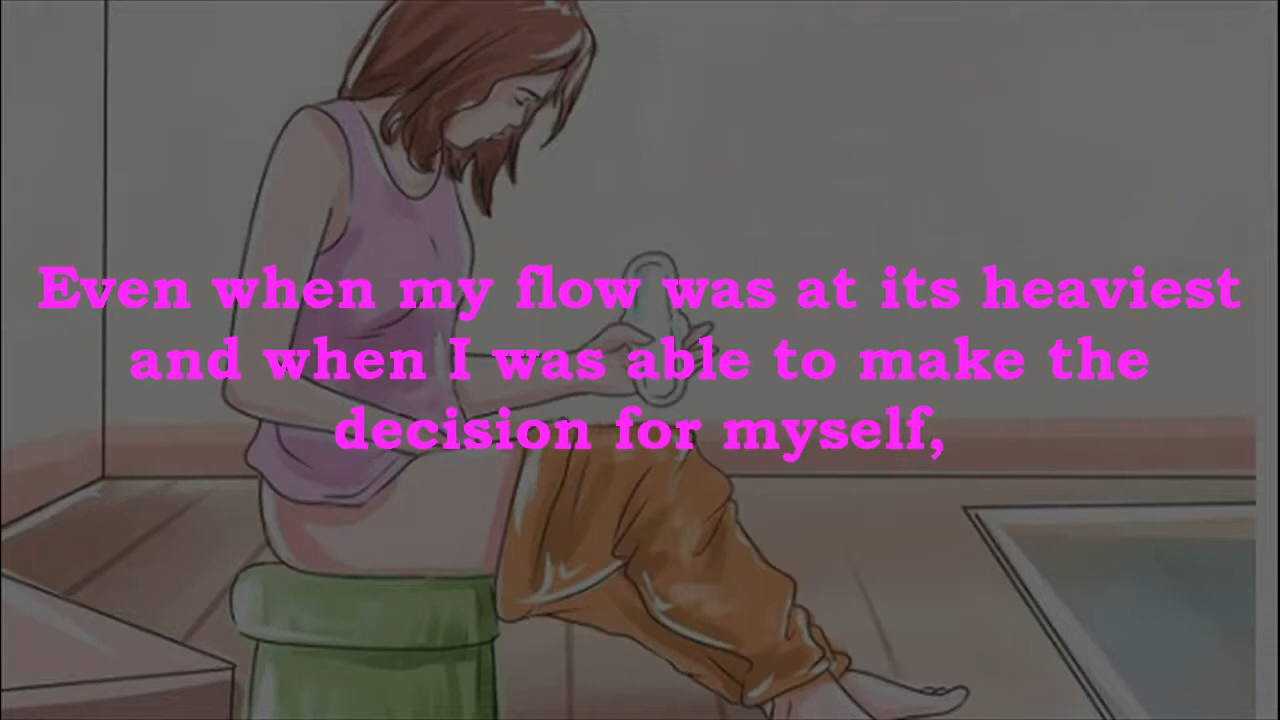 Even when my flow was at its heaviest
and when I was able to make the
decision for myself,